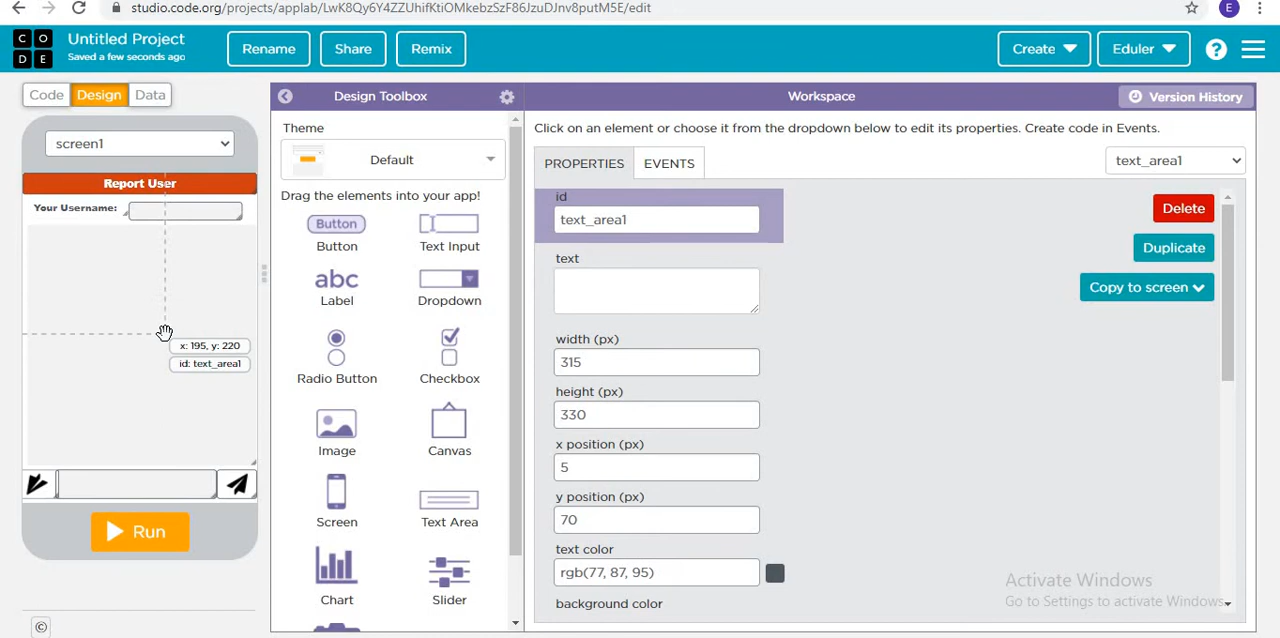 studio.code.org/projects/applab/LwK8Qy6Y4ZZUhifKtiOMkebzSzF86JzuDJnv8putM5E/edit
E
C O
D E
Untitled Project
Saved a few seconds ago
Rename
Share
Remix
Create
Eduler
?
Code
Design
Data
Design Toolbox
Workspace
Version History
screen1
Report User
Your Username:
x: 195, y: 220
id: text_area1
Run
©
Theme
Default
Drag the elements into your app!
Button
Button
Text Input
abc
Label
Dropdown
Radio Button
Checkbox
Image
Canvas
Screen
Text Area
Chart
Slider
Click on an element or choose it from the dropdown below to edit its properties. Create code in Events.
PROPERTIES
EVENTS
text_area1
id
text_area1
Delete
Duplicate
Copy to screen
text
width (px)
315
height (px)
330
x position (px)
5
y position (px)
70
text color
rgb(77, 87, 95)
background color
Activate Windows
Go to Settings to activate Windows.